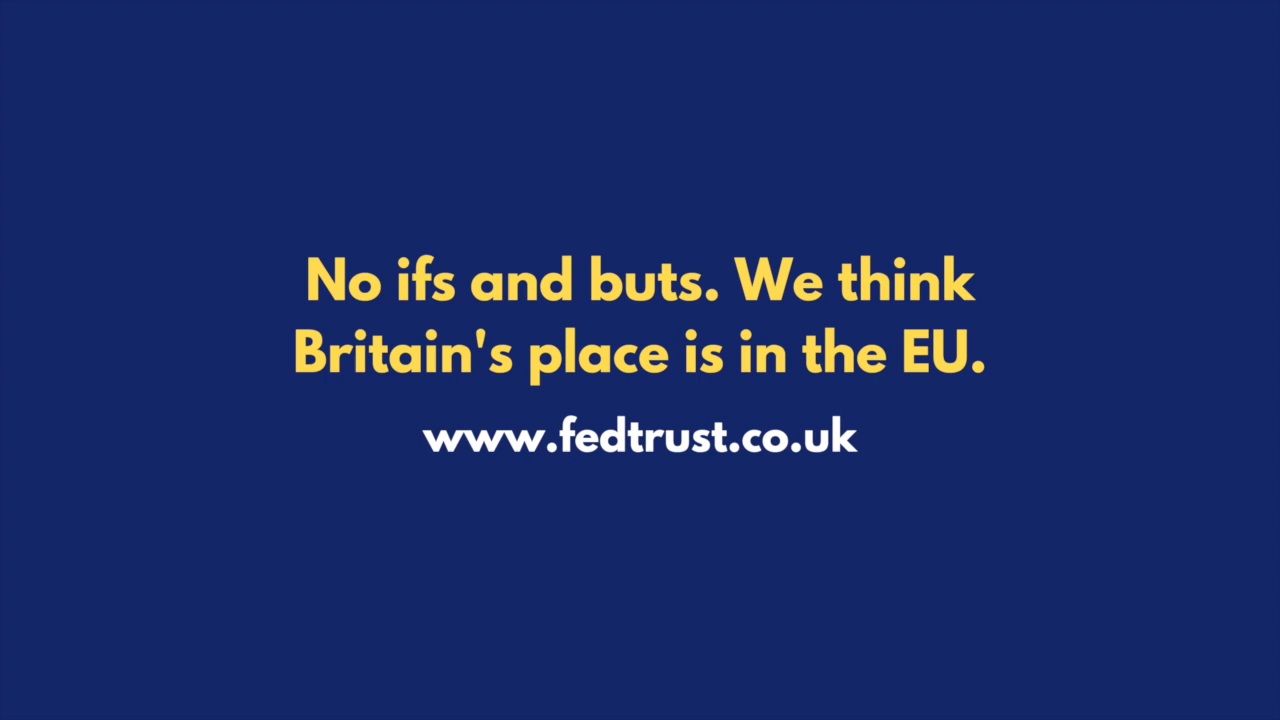 No ifs and buts. We think
Britain's place is in the EU.
www.fedtrust.co.uk